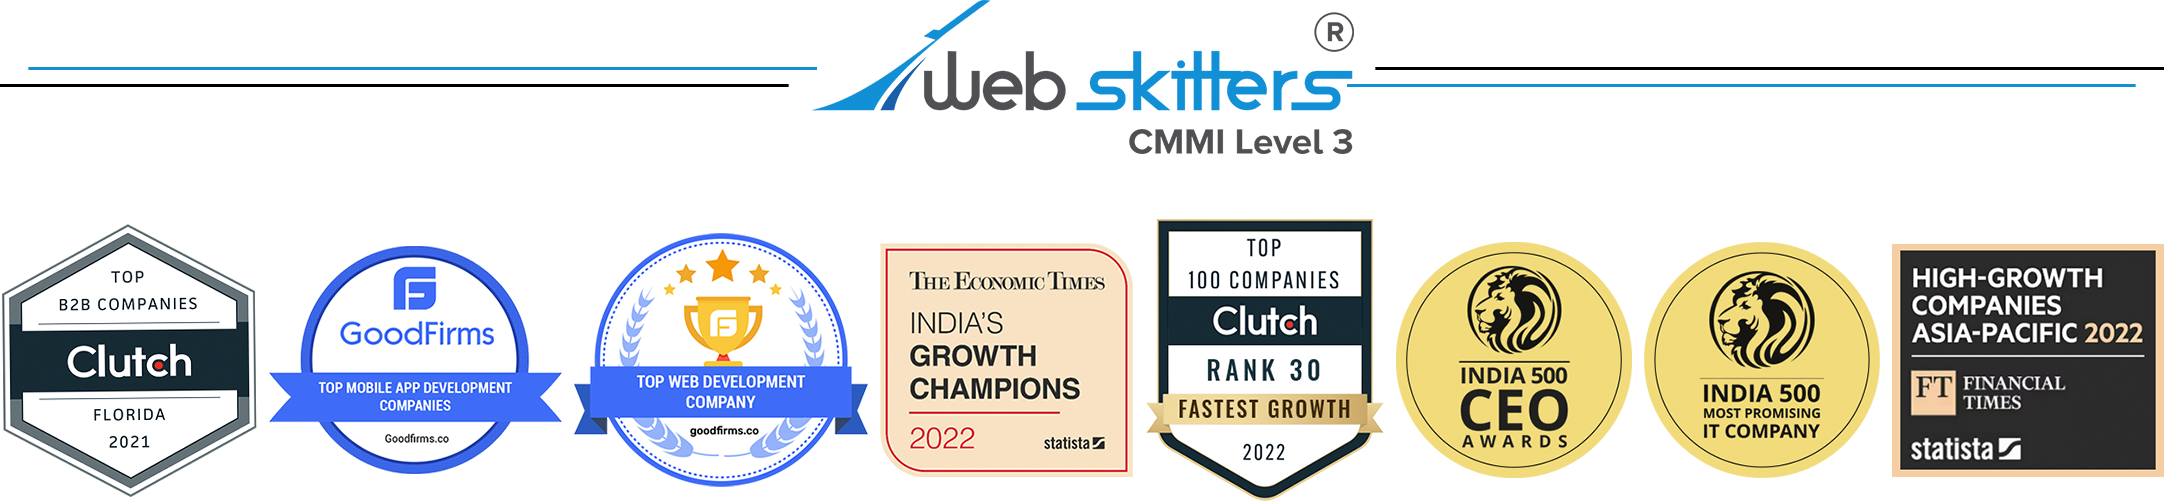 Web skitters ®
CMMI Level 3
TOP
B2B COMPANIES
Clutch
FLORIDA
2021
GoodFirms
TOP MOBILE APP DEVELOPMENT
COMPANIES
Goodfirms.co
TOP WEB DEVELOPMENT
COMPANY
goodfirms.co
THE ECONOMIC TIMES
INDIA'S
GROWTH
CHAMPIONS
2022
statista
TOP
100 COMPANIES
Clutch
RANK 30
FASTEST GROWTH
2022
INDIA 500
CEO
AWARDS
INDIA 500
MOST PROMISING
IT COMPANY
HIGH-GROWTH
COMPANIES
ASIA-PACIFIC 2022
FT FINANCIAL
TIMES
statista